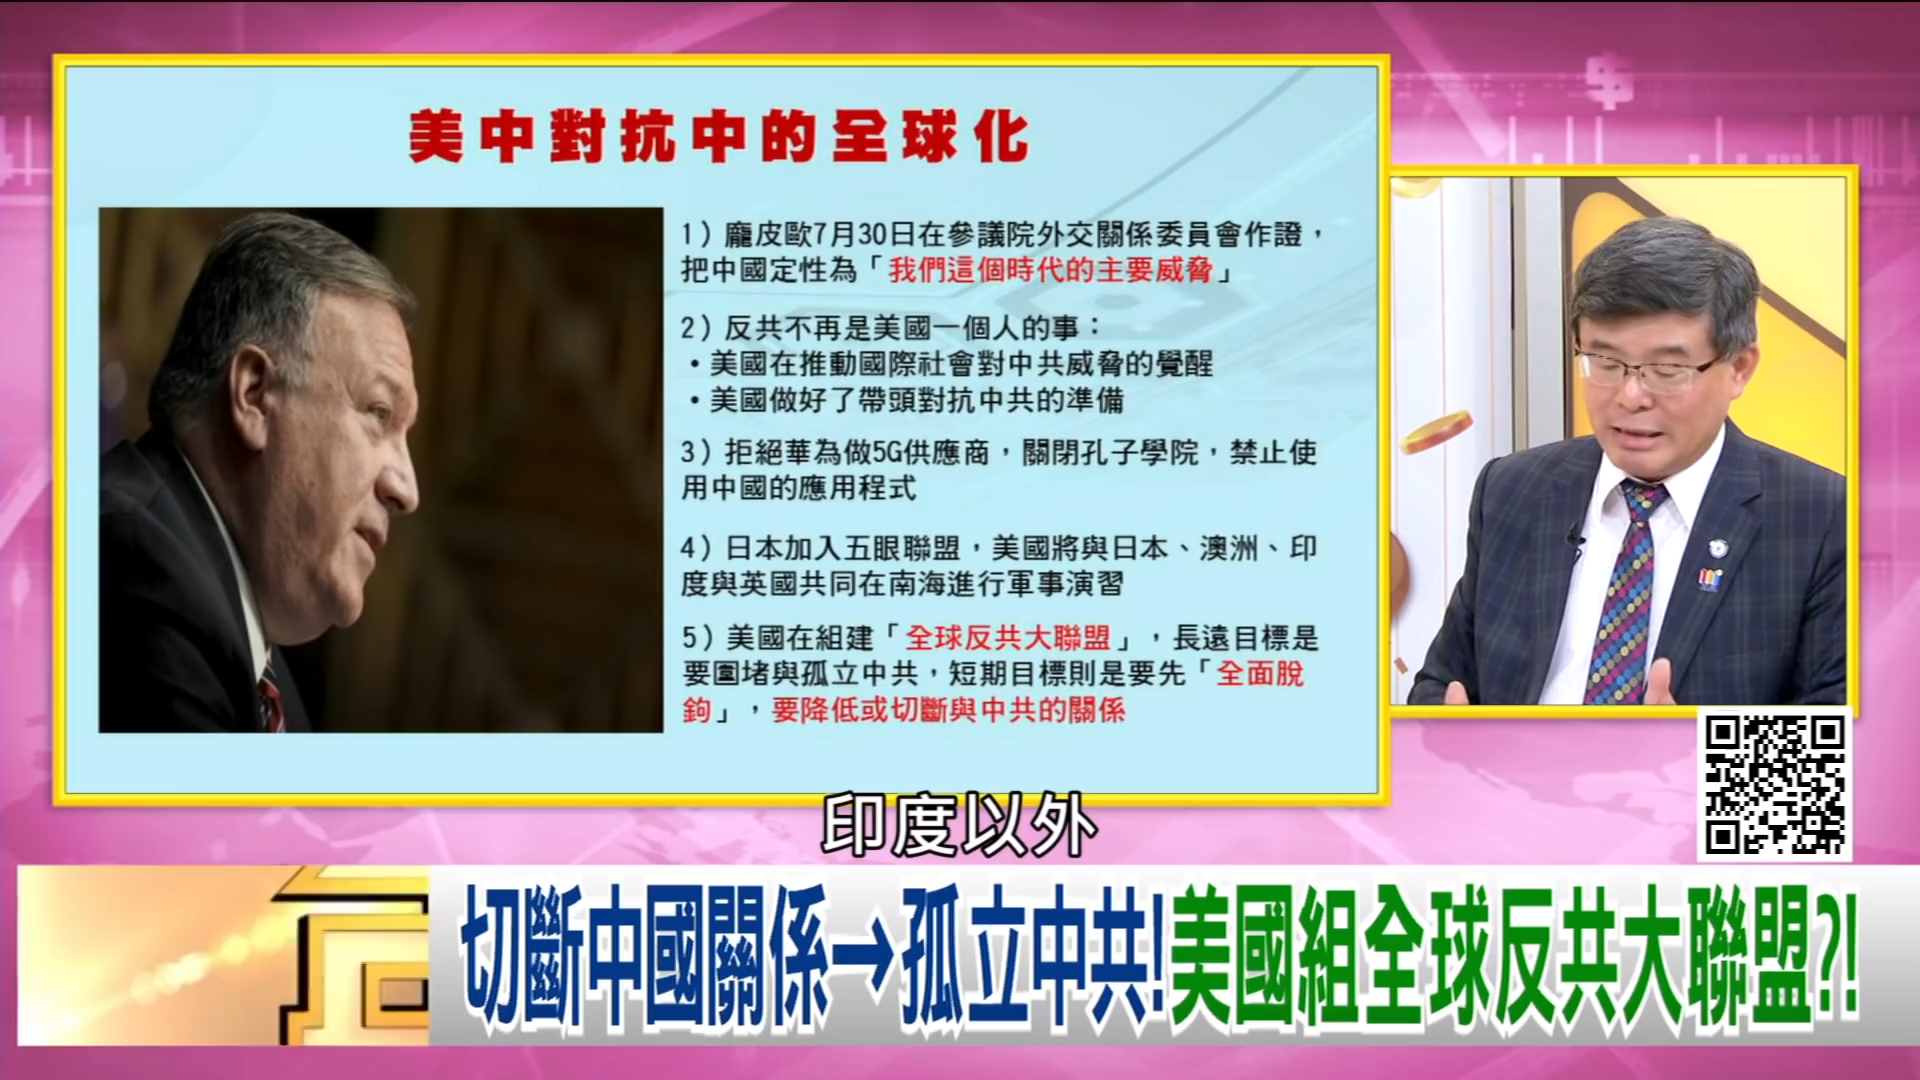 美中對抗中的全球化
1）龐皮歐7月30日在參議院外交關係委員會作證，
把中國定性為「我們這個時代的主要威脅」
2）反共不再是美國一個人的事：
・美國在推動國際社會對中共威脅的覺醒
・美國做好了帶頭對抗中共的準備
3）拒絕華為做5G供應商，關閉孔子學院，禁止使
用中國的應用程式
4）日本加入五眼聯盟，美國將與日本、澳洲、印
度與英國共同在南海進行軍事演習
5）美國在組建「全球反共大聯盟」，長遠目標是
要圍堵與孤立中共，短期目標則是要先「全面脫
鉤」，要降低或切斷與中共的關係
印度以外
切斷中國關係→孤立中共!美國組全球反共大聯盟?!